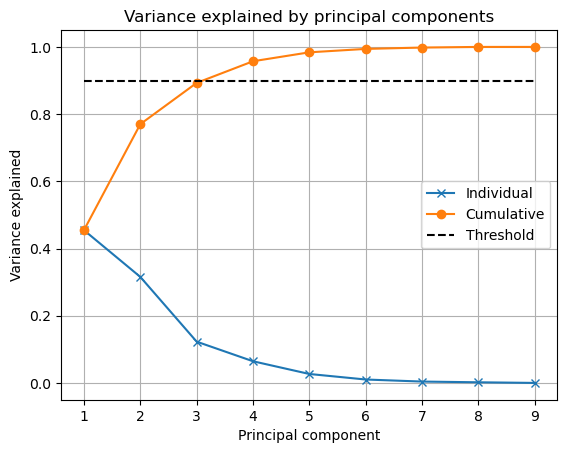 Variance explained by principal components
Variance explained
1.0
0.8
0.6
0.4
0.2
0.0
Individual
Cumulative
Threshold
1 2 3 4 5 6 7 8 9
Principal component